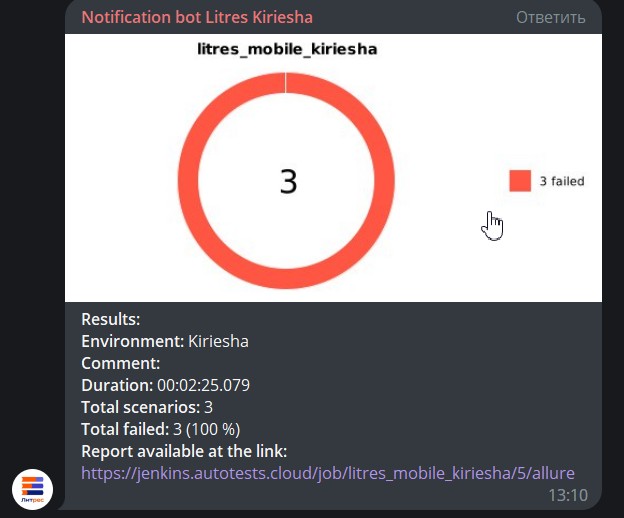 Notification bot Litres Kiriesha Ответить
litres_mobile_kiriesha
3
3 failed
Results:
Environment: Kiriesha
Comment:
Duration: 00:02:25.079
Total scenarios: 3
Total failed: 3 (100 %)
Report available at the link:
https://jenkins.autotests.cloud/job/litres_mobile_kiriesha/5/allure
Литрес
13:10